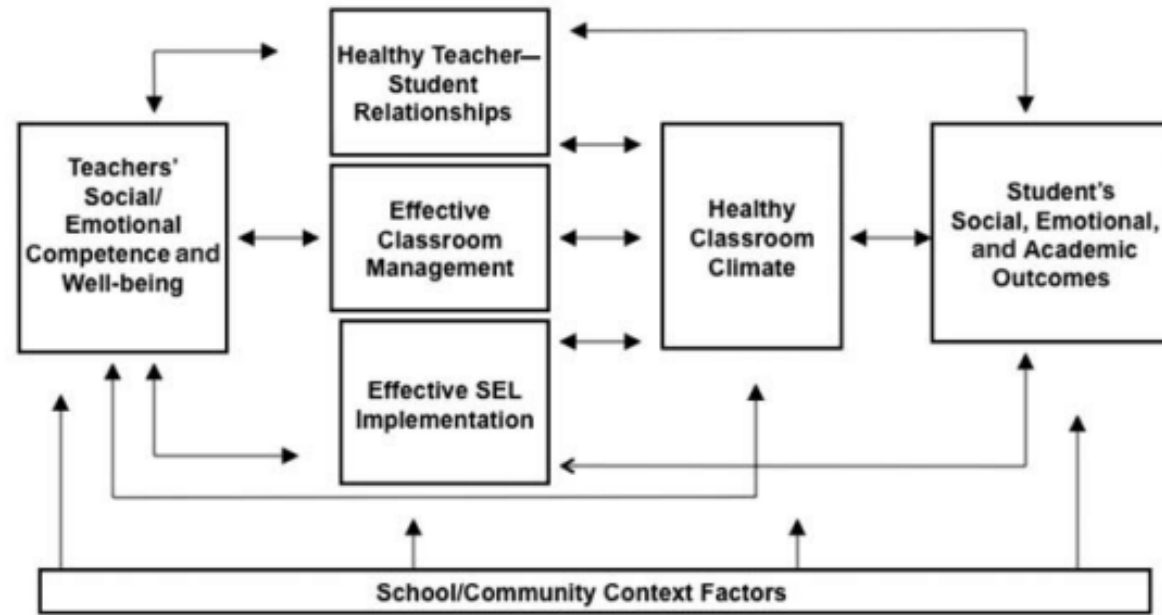 Healthy Teacher—
Student
Relationships
Teachers'
Social/
Emotional
Competence and
Well-being
Effective
Classroom
Management
Healthy
Classroom
Climate
Student's
Social, Emotional,
and Academic
Outcomes
Effective SEL
Implementation
School/Community Context Factors